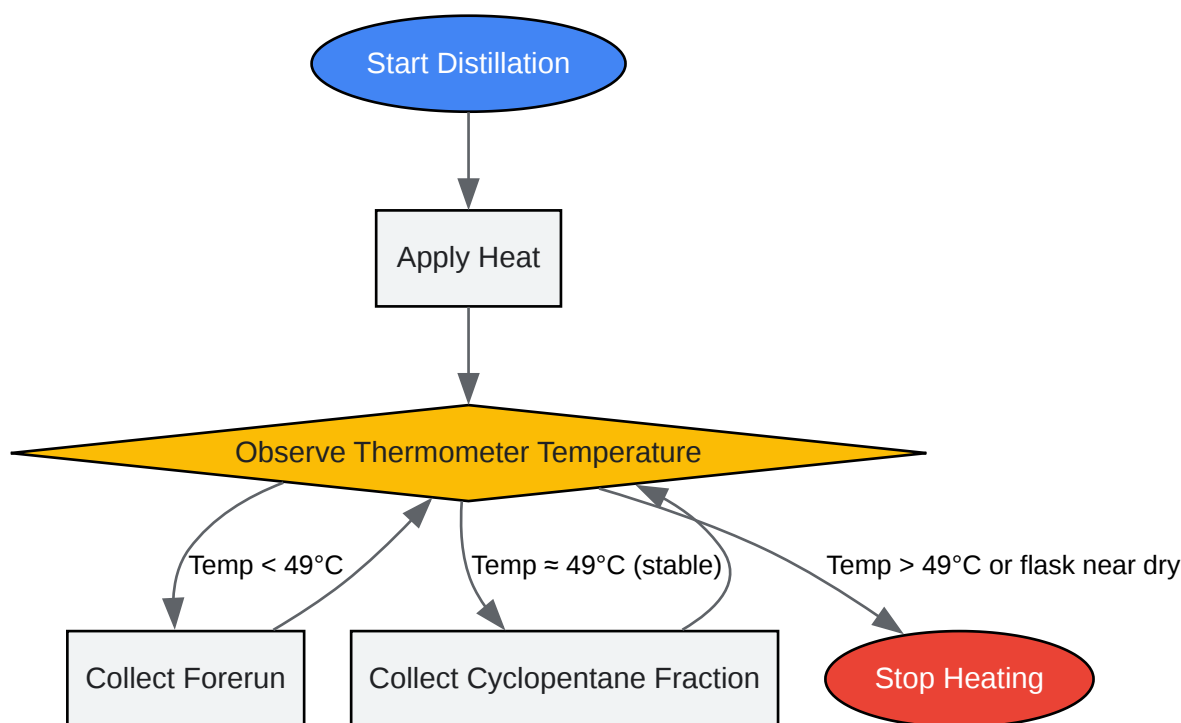 Start Distillation
Apply Heat
Observe Thermometer Temperature
Temp < 49°C
Temp ≈ 49°C (stable)
Temp > 49°C or flask near dry
Collect Forerun
Collect Cyclopentane Fraction
Stop Heating